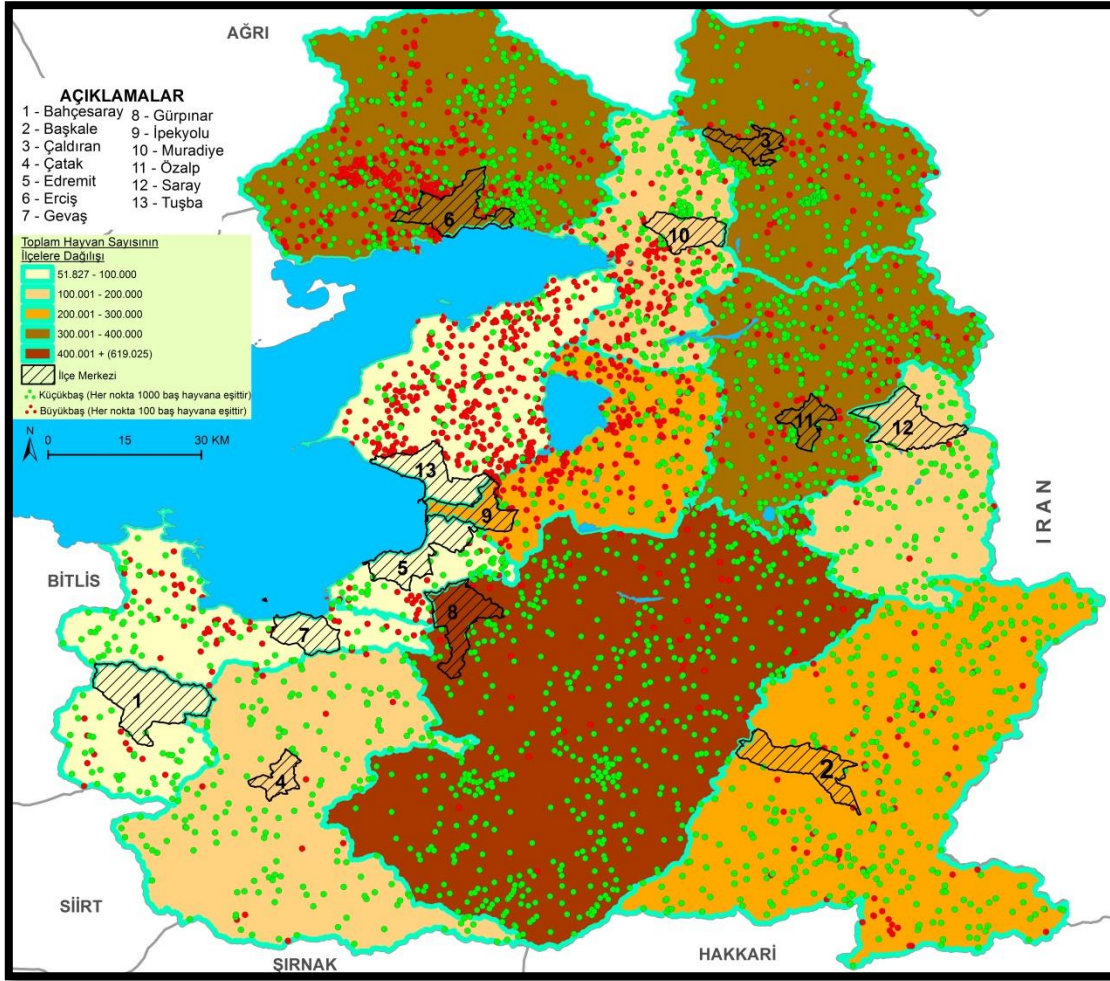 AĞRI
AÇIKLAMALAR
1 - Bahçesaray
2 - Başkale
3 - Çaldıran
4 - Çatak
5 - Edremit
6 - Erciş
7 - Gevaş
8 - Gürpınar
9 - İpekyolu
10 - Muradiye
11 - Özalp
12 - Saray
13 - Tuşba
Toplam Hayvan Sayısının
İlçelere Dağılışı
51.827 - 100.000
100.001 - 200.000
200.001 - 300.000
300.001 - 400.000
400.001 + (619.025)
İlçe Merkezi
Küçükbaş (Her nokta 1000 baş hayvana eşittir)
Büyükbaş (Her nokta 100 baş hayvana eşittir)
N
0 15 30 KM
3
6
10
11
12
13
9
5
IRAN
BİTLİS
8
7
1
2
4
SİİRT
ŞIRNAK
HAKKARİ